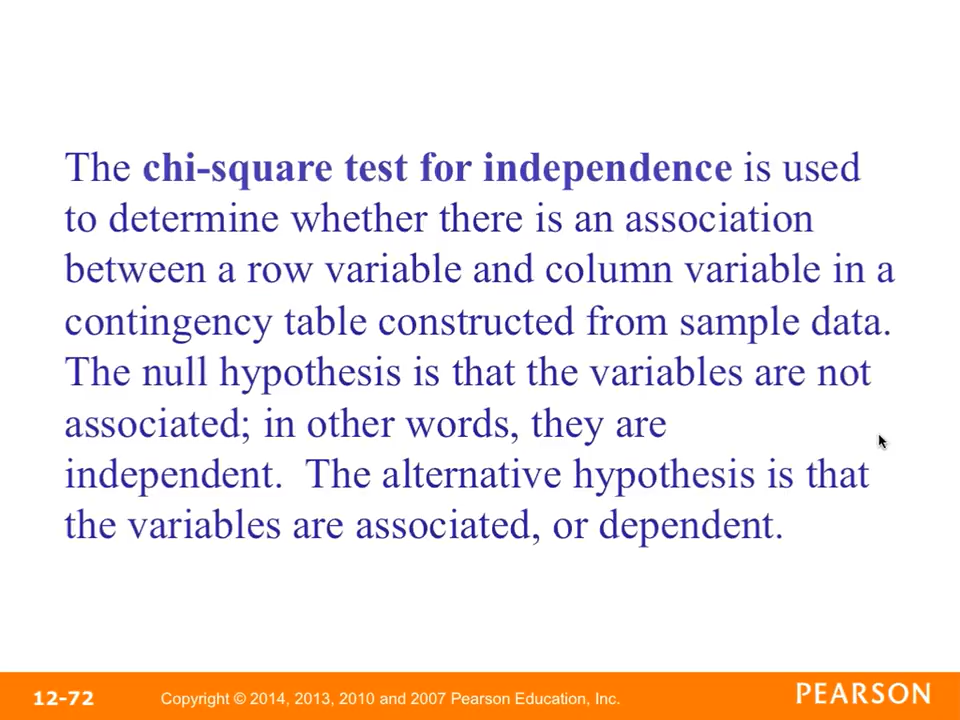 The chi-square test for independence is used
to determine whether there is an association
between a row variable and column variable in a
contingency table constructed from sample data.
The null hypothesis is that the variables are not
associated; in other words, they are
independent.  The alternative hypothesis is that
the variables are associated, or dependent.
12-72
Copyright © 2014, 2013, 2010 and 2007 Pearson Education, Inc.
PEARSON